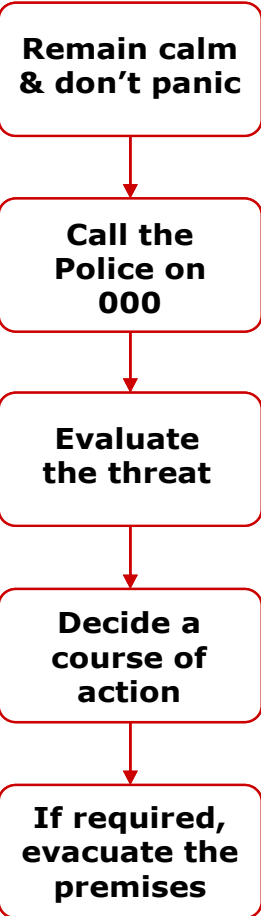 Remain calm
& don’t panic
Call the
Police on
000
Evaluate
the threat
Decide a
course of
action
If required,
evacuate the
premises